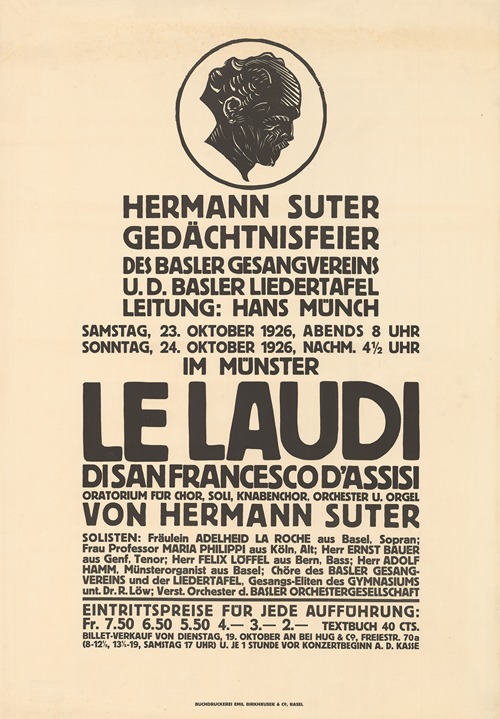 HERMANN SUTER
GEDÄCHTNISFEIER
DES BASLER GESANGVEREINS
U. D. BASLER LIEDERTAFEL
LEITUNG: HANS MÜNCH
SAMSTAG, 23. OKTOBER 1926, ABENDS 8 UHR
SONNTAG, 24. OKTOBER 1926, NACHM. 4½ UHR
IM MÜNSTER
LE LAUDI
DI SAN FRANCESCO D'ASSISI
ORATORIUM FÜR CHOR, SOLI, KNABENCHOR, ORCHESTER U. ORGEL
VON HERMANN SUTER
SOLISTEN: Fräulein ADELHEID LA ROCHE aus Basel, Sopran;
Frau Professor MARIA PHILIPPI aus Köln, Alt; Herr ERNST BAUER
aus Genf, Tenor; Herr FELIX LÖFFEL aus Bern, Bass; Herr ADOLF
HAMM, Münsterorganist aus Basel; Chöre des BASLER GESANG-
VEREINS und der LIEDERTAFEL, Gesangs-Eliten des GYMNASIUMS
unt. Dr. R. Löw; Verst. Orchester d. BASLER ORCHESTERGESELLSCHAFT
EINTRITTSPREISE FÜR JEDE AUFFÜHRUNG:
Fr. 7.50 6.50 5.50 4.— 3.— 2.— TEXTBUCH 40 CTS.
BILLET-VERKAUF VON DIENSTAG, 19. OKTOBER AN BEI HUG & Co, FREIESTR. 70a
(8-12¼, 13¼-19, SAMSTAG 17 UHR) U. JE 1 STUNDE VOR KONZERTBEGINN A. D. KASSE
BUCHDRUCKEREI EMIL BIRKHÄUSER & Co, BASEL